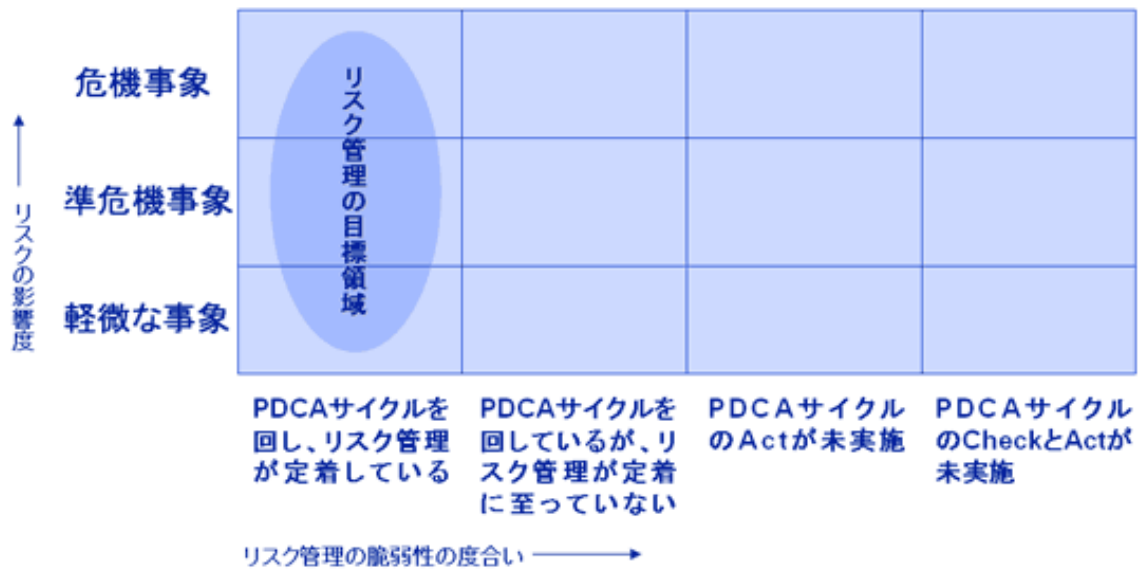 危機事象
準危機事象
軽微な事象
リスクの影響度
リスク管理の目標領域
PDCAサイクルを
回し、リスク管理
が定着している
PDCAサイクルを
回しているが、リ
スク管理が定着
に至っていない
PDCAサイクル
のActが未実施
PDCAサイクル
のCheckとActが
未実施
リスク管理の脆弱性の度合い